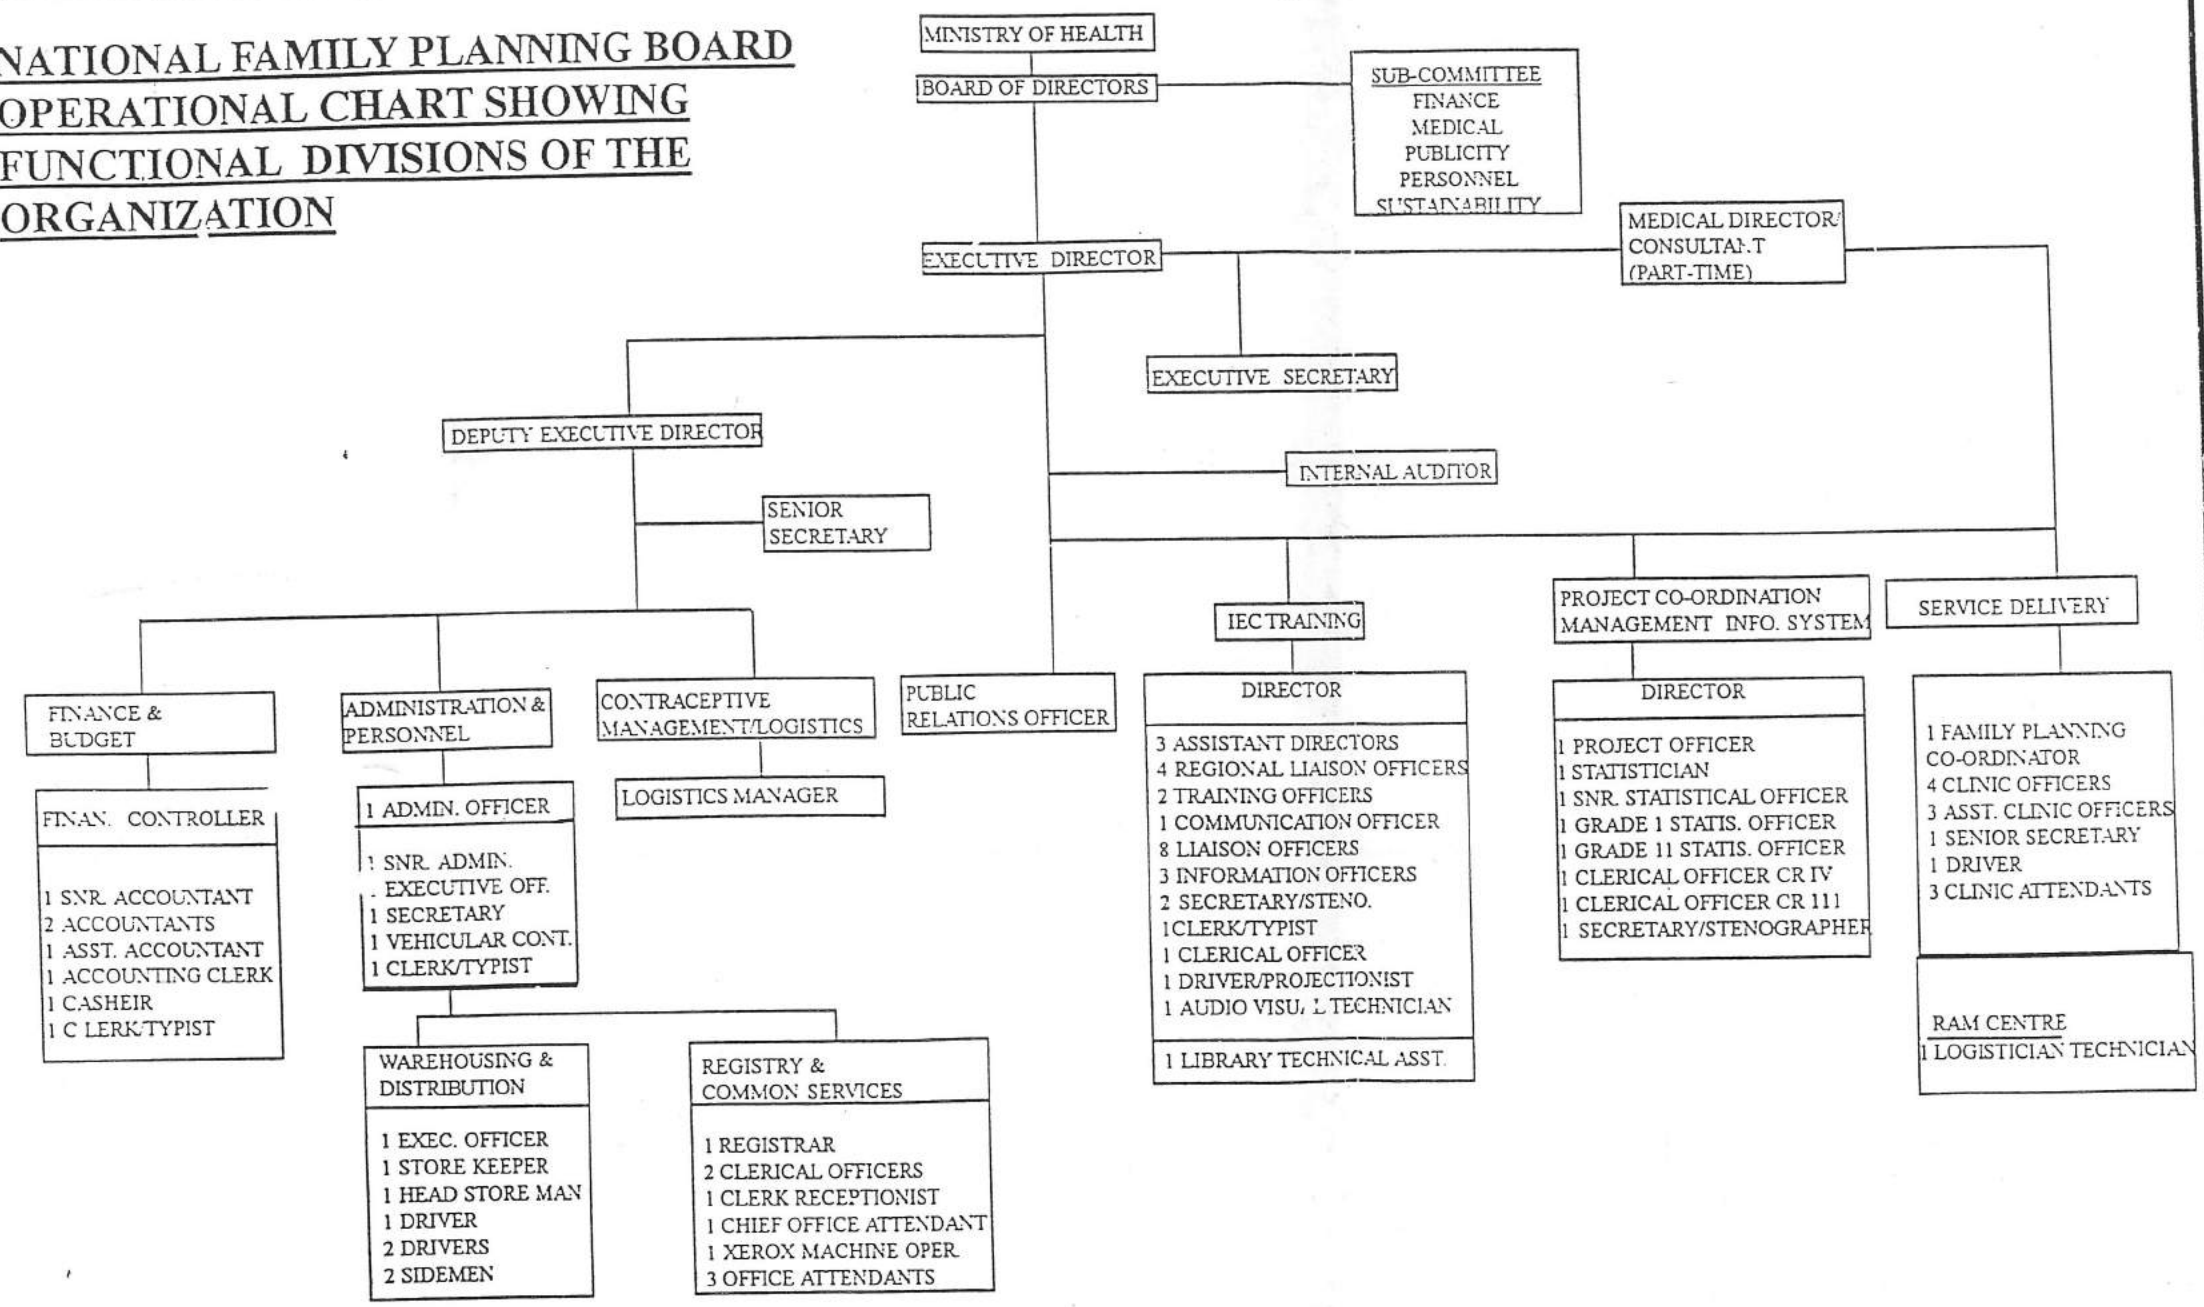 NATIONAL FAMILY PLANNING BOARD
OPERATIONAL CHART SHOWING
FUNCTIONAL DIVISIONS OF THE
ORGANIZATION
MINISTRY OF HEALTH
BOARD OF DIRECTORS
SUB-COMMITTEE
FINANCE
MEDICAL
PUBLICITY
PERSONNEL
SUSTAINABILITY
EXECUTIVE DIRECTOR
MEDICAL DIRECTOR/
CONSULTANT
(PART-TIME)
EXECUTIVE SECRETARY
DEPUTY EXECUTIVE DIRECTOR
INTERNAL AUDITOR
SENIOR
SECRETARY
FINANCE &
BUDGET
FINAN. CONTROLLER
1 SNR. ACCOUNTANT
2 ACCOUNTANTS
1 ASST. ACCOUNTANT
1 ACCOUNTING CLERK
1 CASHEIR
1 C LERK/TYPIST
ADMINISTRATION &
PERSONNEL
1 ADMIN. OFFICER
1 SNR. ADMIN.
EXECUTIVE OFF.
1 SECRETARY
1 VEHICULAR CONT.
1 CLERK/TYPIST
WAREHOUSING &
DISTRIBUTION
1 EXEC. OFFICER
1 STORE KEEPER
1 HEAD STORE MAN
1 DRIVER
2 DRIVERS
2 SIDEMEN
REGISTRY &
COMMON SERVICES
1 REGISTRAR
2 CLERICAL OFFICERS
1 CLERK RECEPTIONIST
1 CHIEF OFFICE ATTENDANT
1 XEROX MACHINE OPER.
3 OFFICE ATTENDANTS
CONTRACEPTIVE
MANAGEMENT/LOGISTICS
LOGISTICS MANAGER
PUBLIC
RELATIONS OFFICER
IEC TRAINING
DIRECTOR
3 ASSISTANT DIRECTORS
4 REGIONAL LIAISON OFFICERS
2 TRAINING OFFICERS
1 COMMUNICATION OFFICER
8 LIAISON OFFICERS
3 INFORMATION OFFICERS
2 SECRETARY/STENO.
1CLERK/TYPIST
1 CLERICAL OFFICER
1 DRIVER/PROJECTIONIST
1 AUDIO VISUAL TECHNICIAN
1 LIBRARY TECHNICAL ASST.
PROJECT CO-ORDINATION
MANAGEMENT INFO. SYSTEM
DIRECTOR
1 PROJECT OFFICER
1 STATISTICIAN
1 SNR. STATISTICAL OFFICER
1 GRADE 1 STATIS. OFFICER
1 GRADE 11 STATIS. OFFICER
1 CLERICAL OFFICER CR IV
1 CLERICAL OFFICER CR 111
1 SECRETARY/STENOGRAPHER
SERVICE DELIVERY
1 FAMILY PLANNING
CO-ORDINATOR
4 CLINIC OFFICERS
3 ASST. CLINIC OFFICERS
1 SENIOR SECRETARY
1 DRIVER
3 CLINIC ATTENDANTS
RAM CENTRE
1 LOGISTICIAN TECHNICIAN